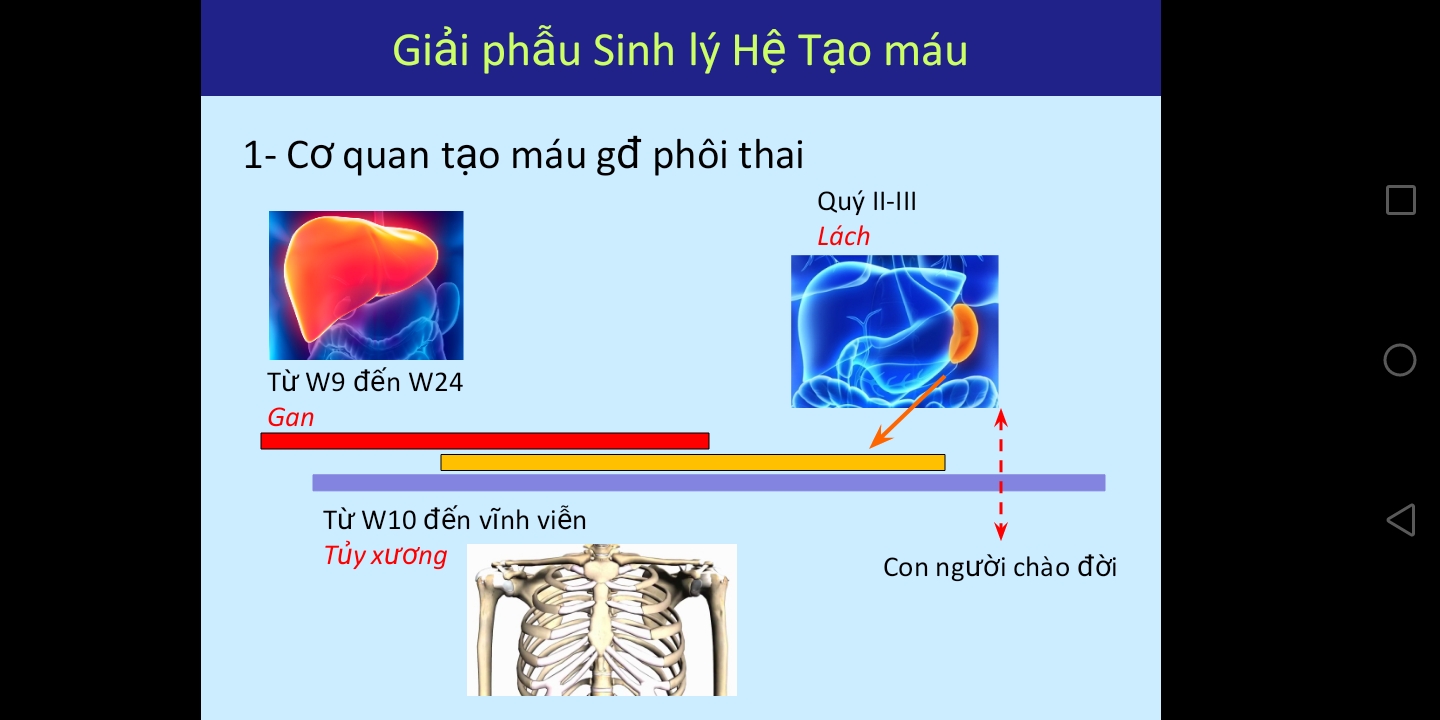 Giải phẫu Sinh lý Hệ Tạo máu
1- Cơ quan tạo máu gđ phôi thai
Quý II-III
Lách
Từ W9 đến W24
Gan
Từ W10 đến vĩnh viễn
Tủy xương
Con người chào đời